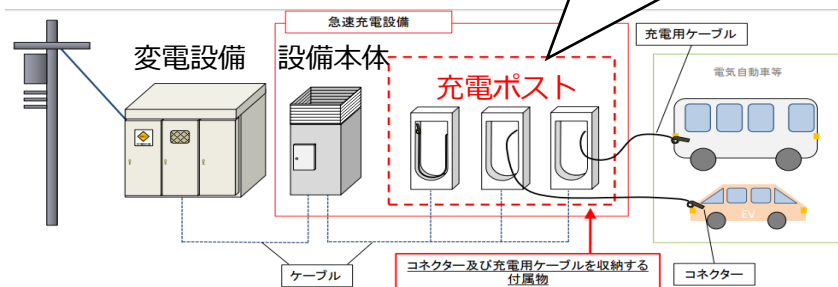 急速充電設備
充電用ケーブル
変電設備
設備本体
充電ポスト
電気自動車等
EV
ケーブル
コネクター及び充電用ケーブルを収納する
付属物
コネクター